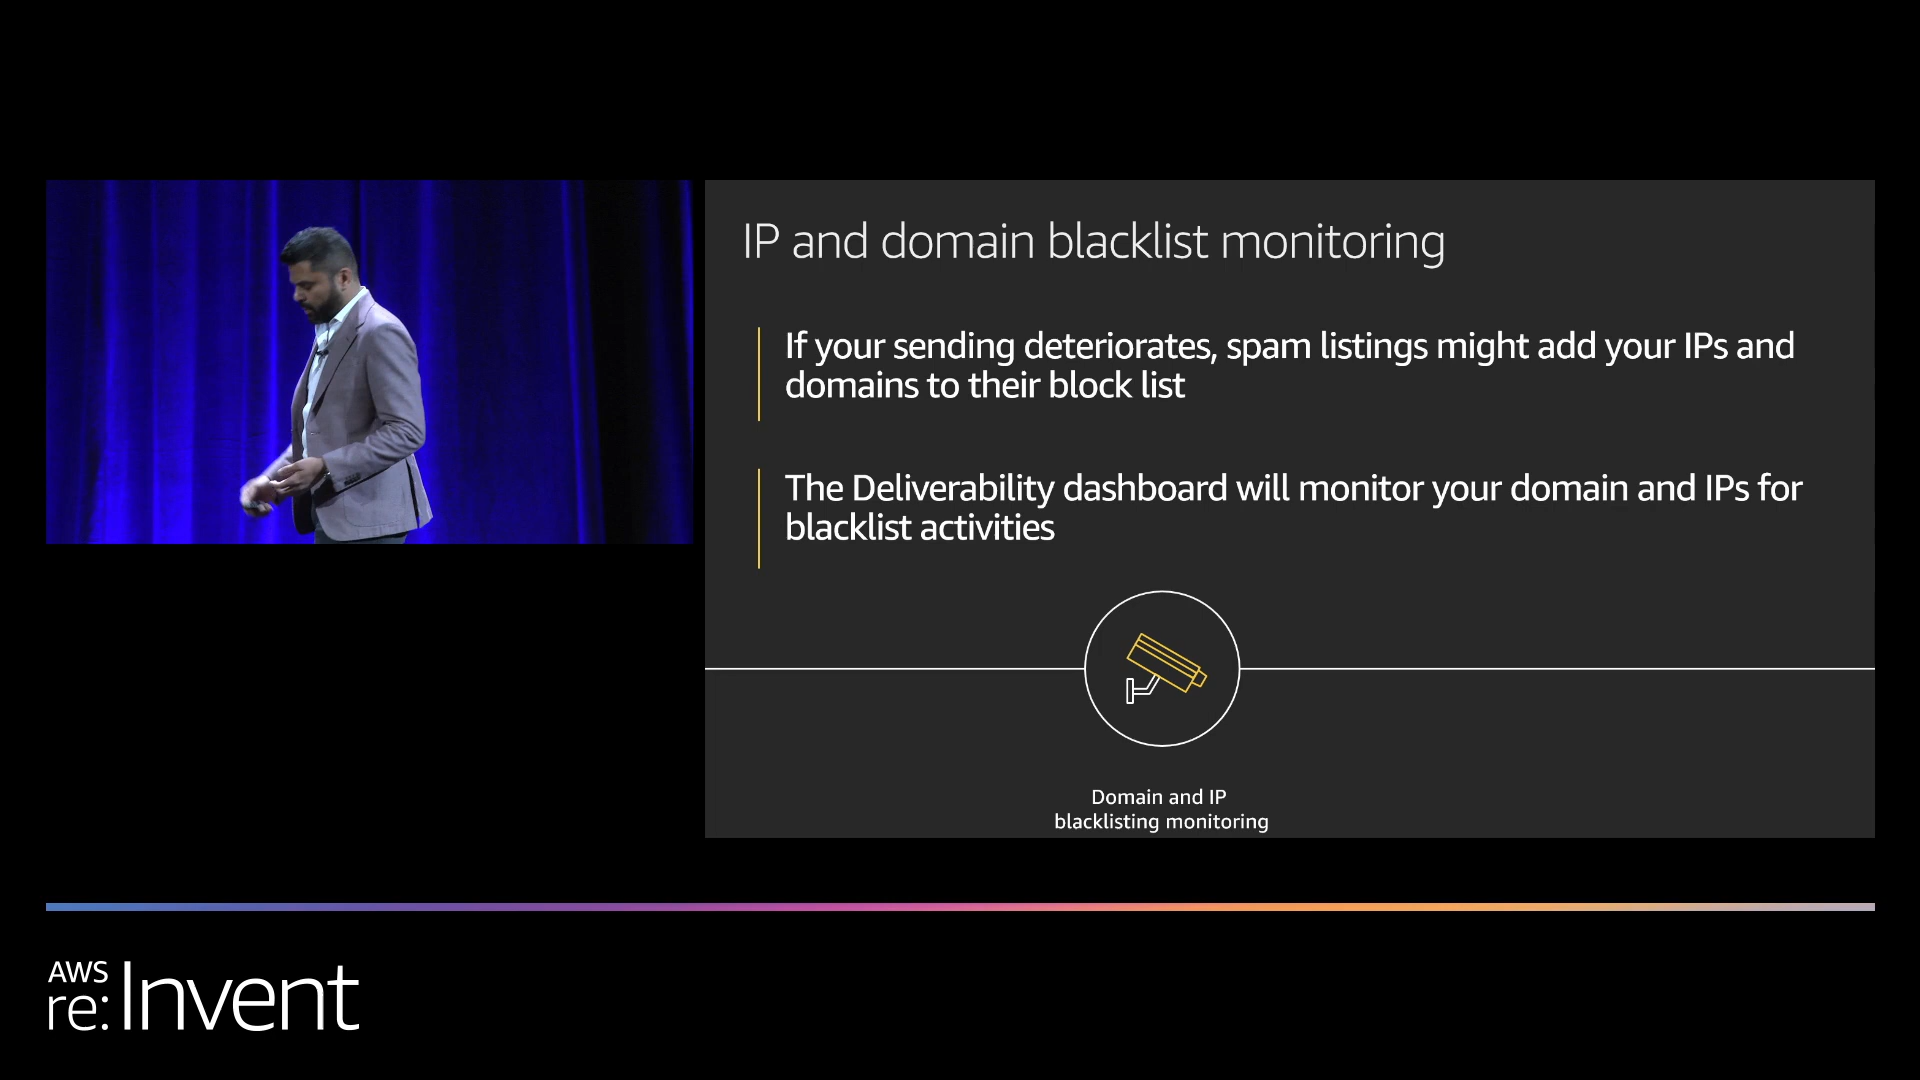 IP and domain blacklist monitoring
If your sending deteriorates, spam listings might add your IPs and
domains to their block list
The Deliverability dashboard will monitor your domain and IPs for
blacklist activities
Domain and IP
blacklisting monitoring
AWS
re:Invent